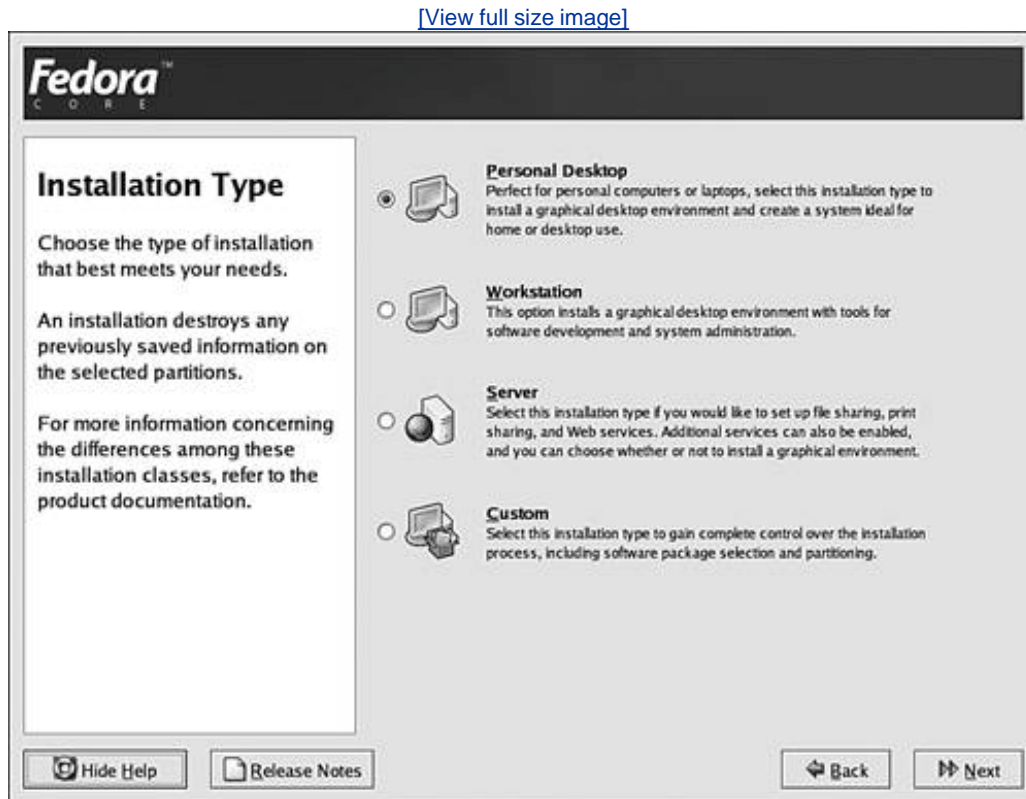 [View full size image]
Fedora™
CORE
Installation Type
Choose the type of installation
that best meets your needs.
An installation destroys any
previously saved information on
the selected partitions.
For more information concerning
the differences among these
installation classes, refer to the
product documentation.
Personal Desktop
Perfect for personal computers or laptops, select this installation type to
install a graphical desktop environment and create a system ideal for
home or desktop use.
Workstation
This option installs a graphical desktop environment with tools for
software development and system administration.
Server
Select this installation type if you would like to set up file sharing, print
sharing, and Web services. Additional services can also be enabled,
and you can choose whether or not to install a graphical environment.
Custom
Select this installation type to gain complete control over the installation
process, including software package selection and partitioning.
Hide Help
Release Notes
Back
Next